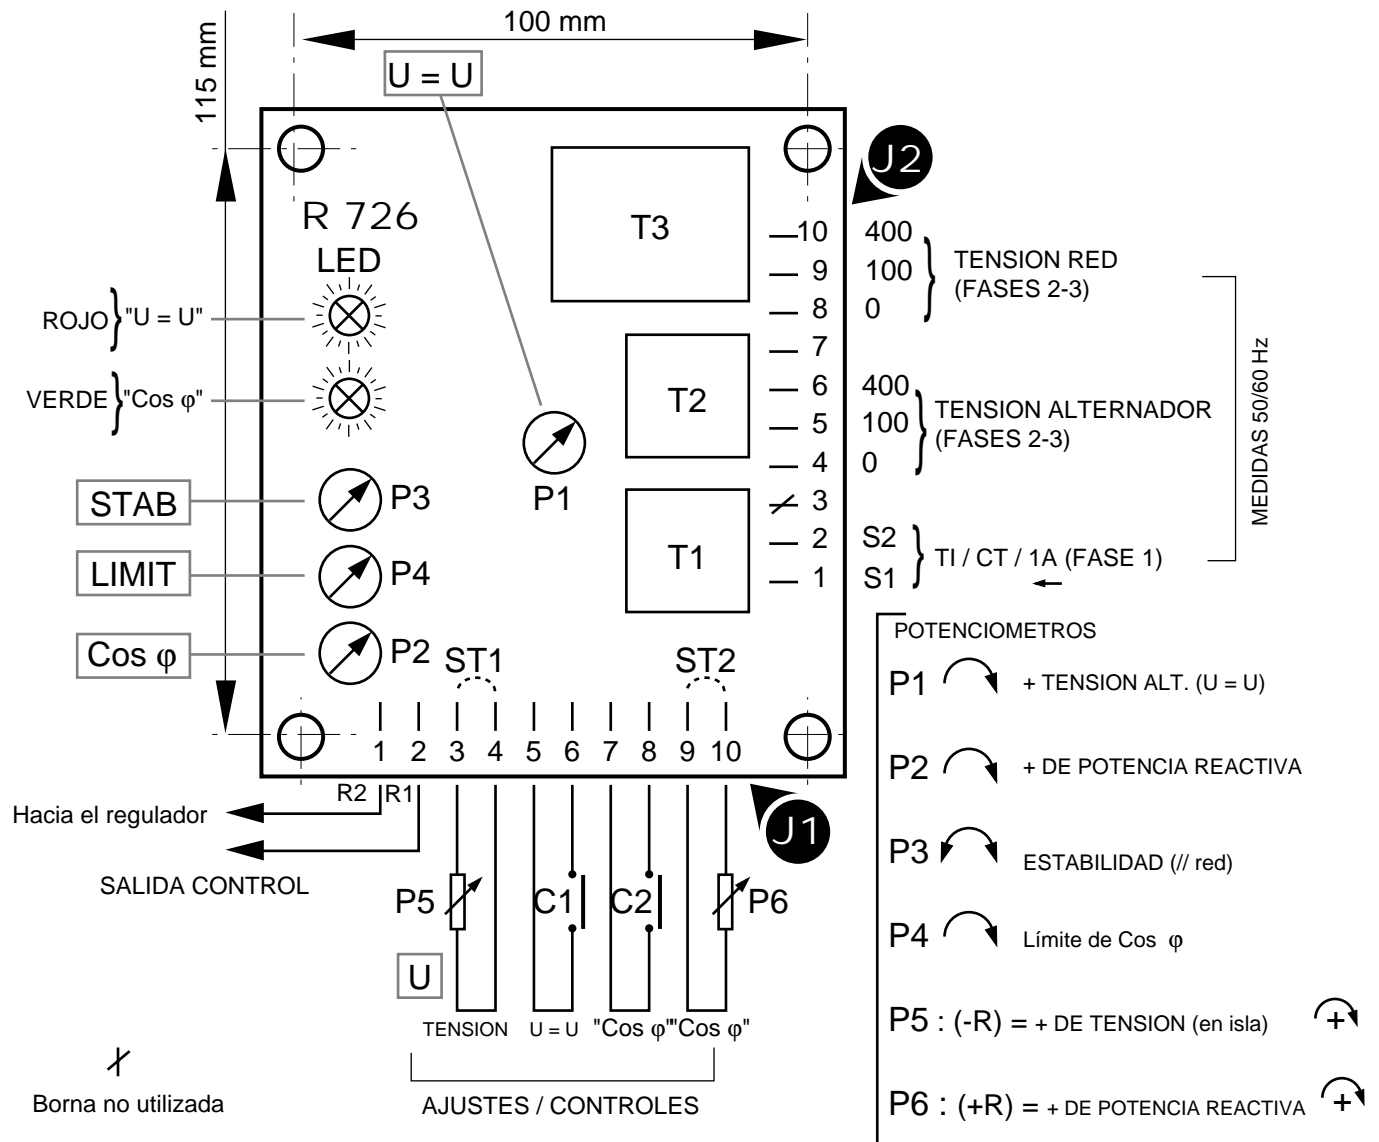 100 mm
115 mm
U = U
J2
R 726
LED
T3
10 400
9 100
8 0
TENSION RED
(FASES 2-3)
ROJO "U = U"
7
VERDE "Cos φ"
T2
6 400
5 100
4 0
TENSION ALTERNADOR
(FASES 2-3)
MEDIDAS 50/60 Hz
P1
STAB P3
3
T1
2 S2
1 S1
TI / CT / 1A (FASE 1)
LIMIT P4
Cos φ P2
ST1 ST2
1 2 3 4 5 6 7 8 9 10
R2 R1
J1
Hacia el regulador
SALIDA CONTROL
P5 C1 C2 P6
U
TENSION U = U "Cos φ" "Cos φ"
AJUSTES / CONTROLES
Borna no utilizada
POTENCIOMETROS
P1 + TENSION ALT. (U = U)
P2 + DE POTENCIA REACTIVA
P3 ESTABILIDAD (// red)
P4 Límite de Cos φ
P5 : (-R) = + DE TENSION (en isla) +
P6 : (+R) = + DE POTENCIA REACTIVA +